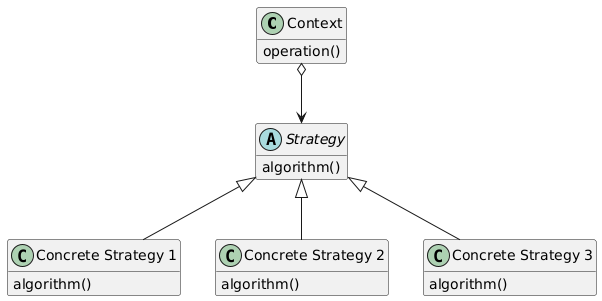 C Context
operation()
A Strategy
algorithm()
C Concrete Strategy 1
algorithm()
C Concrete Strategy 2
algorithm()
C Concrete Strategy 3
algorithm()